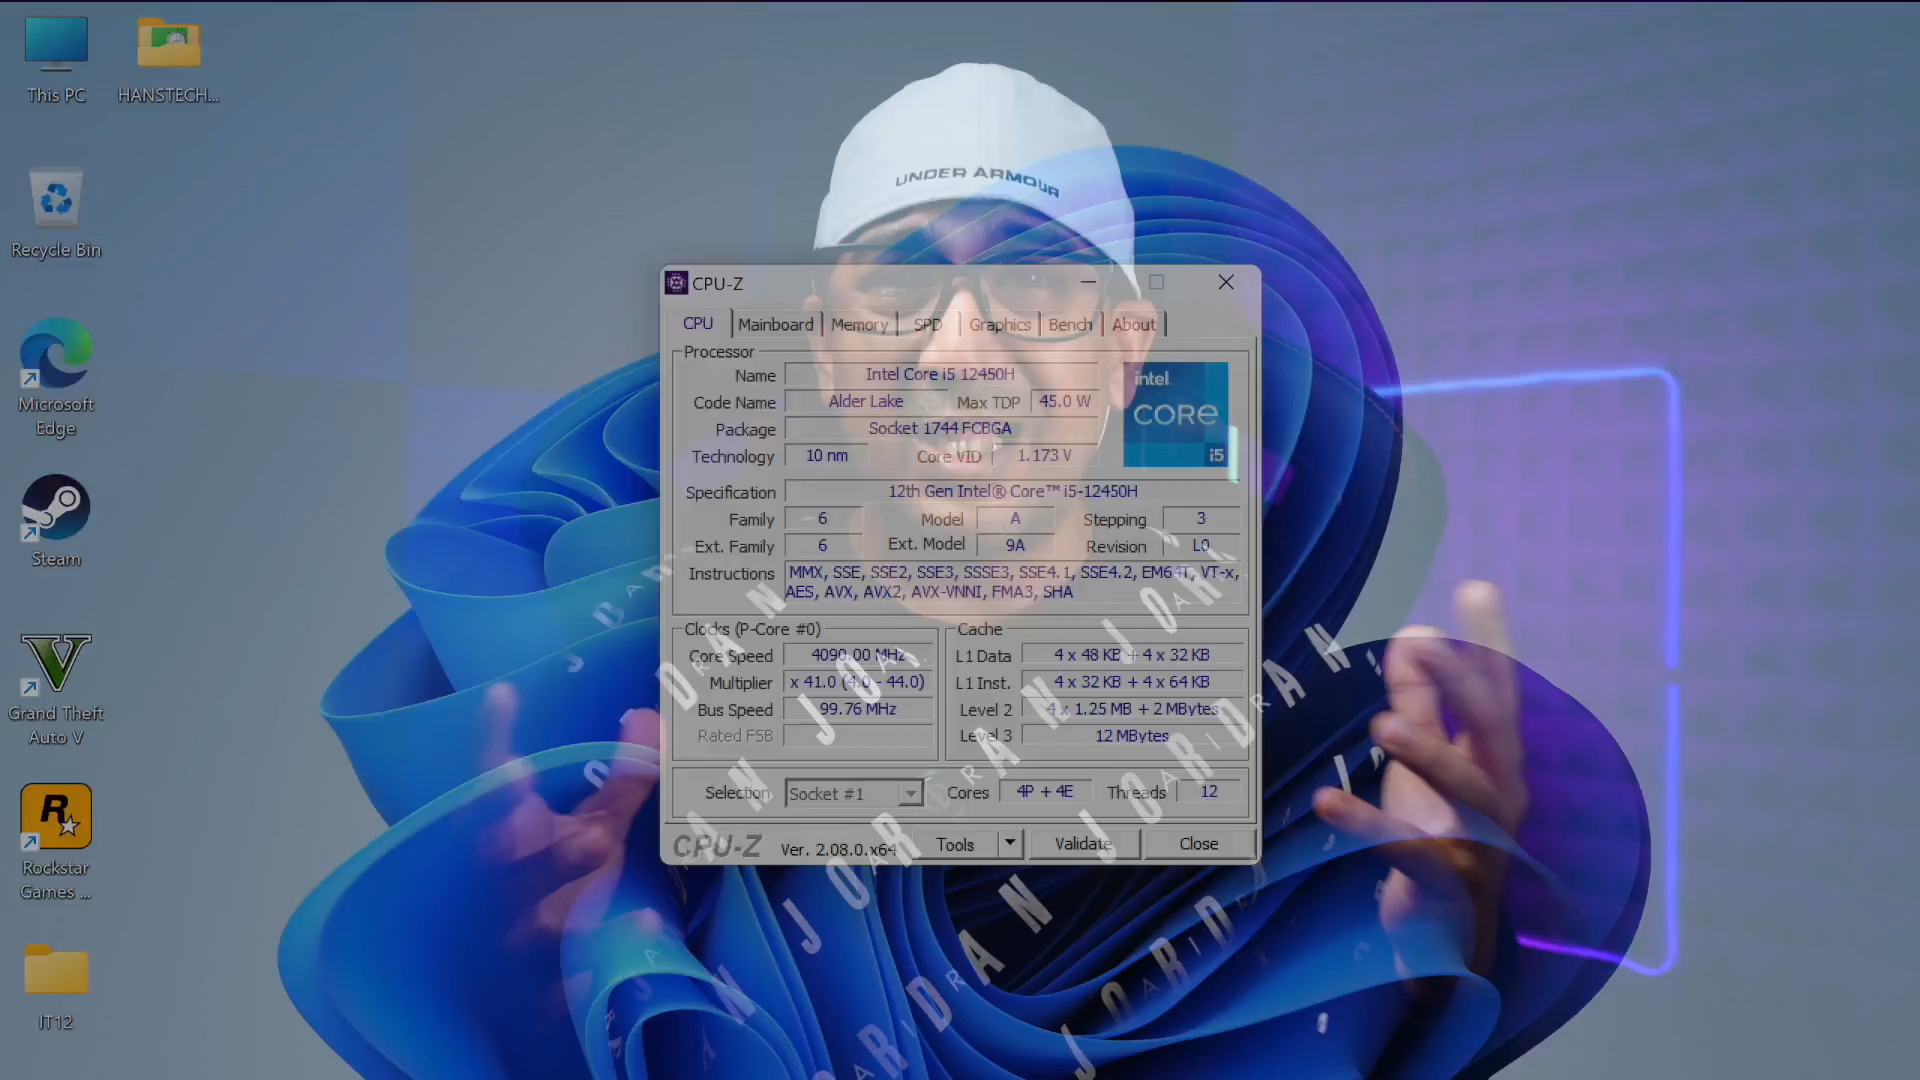 This PC
HANSTECH...
Recycle Bin
Microsoft
Edge
Steam
Grand Theft
Auto V
Rockstar
Games ...
IT12
UNDER ARMOUR
CPU-Z
CPU Mainboard Memory SPD Graphics Bench About
Processor
Name Intel Core i5 12450H
Code Name Alder Lake Max TDP 45.0 W
Package Socket 1744 FCBGA
Technology 10 nm Core VID 1.173 V
intel
CORE
i5
Specification 12th Gen Intel® Core™ i5-12450H
Family 6 Model A Stepping 3
Ext. Family 6 Ext. Model 9A Revision L0
Instructions MMX, SSE, SSE2, SSE3, SSSE3, SSE4.1, SSE4.2, EM64T, VT-x,
AES, AVX, AVX2, AVX-VNNI, FMA3, SHA
Clocks (P-Core #0)
Core Speed 4090.00 MHz
Multiplier x 41.0 (4.0 - 44.0)
Bus Speed 99.76 MHz
Rated FSB
Cache
L1 Data 4 x 48 KB + 4 x 32 KB
L1 Inst. 4 x 32 KB + 4 x 64 KB
Level 2 4 x 1.25 MB + 2 MBytes
Level 3 12 MBytes
Selection Socket #1 Cores 4P + 4E Threads 12
CPU-Z Ver. 2.08.0.x64 Tools Validate Close